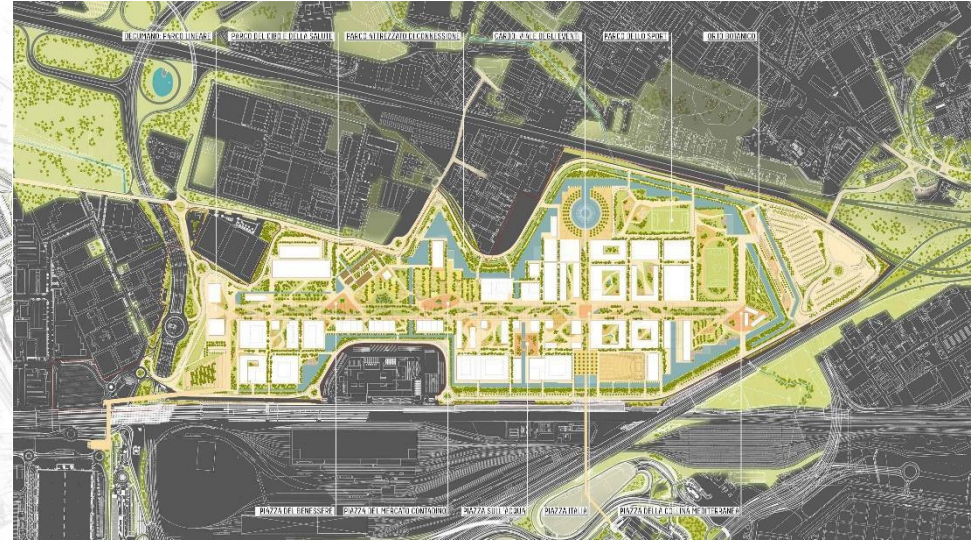 DECUMANO: PARCO LINEARE
PARCO DEL CIBO E DELLA SALUTE
PARCO ATTREZZATO DI CONNESSIONE
CARDO: VIALE DEGLI EVENTI
PARCO DELLO SPORT
ORTO BOTANICO
PIAZZA DEL BENESSERE
PIAZZA DEL MERCATO CONTADINO
PIAZZA SULL'ACQUA
PIAZZA ITALIA
PIAZZA DELLA COLLINA MEDITERRANEA